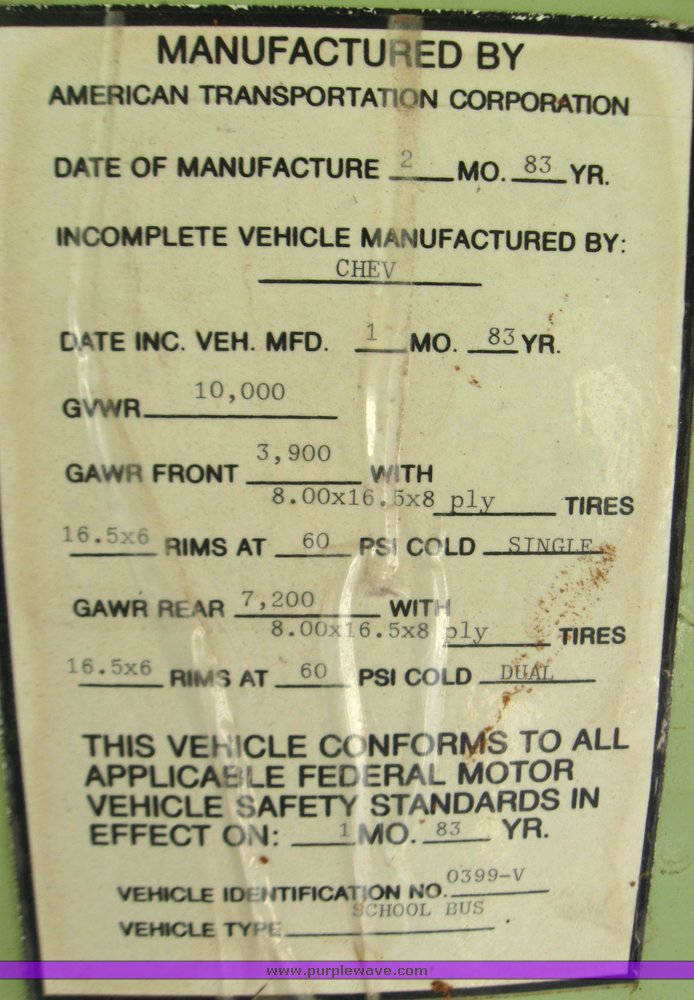 MANUFACTURED BY
AMERICAN TRANSPORTATION CORPORATION
DATE OF MANUFACTURE 2 MO. 83 YR.
INCOMPLETE VEHICLE MANUFACTURED BY:
CHEV
DATE INC. VEH. MFD. 1 MO. 83 YR.
GVWR 10,000
GAWR FRONT 3,900 WITH
8.00x16.5x8 ply TIRES
16.5x6 RIMS AT 60 PSI COLD SINGLE
GAWR REAR 7,200 WITH
8.00x16.5x8 ply TIRES
16.5x6 RIMS AT 60 PSI COLD DUAL
THIS VEHICLE CONFORMS TO ALL
APPLICABLE FEDERAL MOTOR
VEHICLE SAFETY STANDARDS IN
EFFECT ON: 1 MO. 83 YR.
VEHICLE IDENTIFICATION NO. 0399-V
VEHICLE TYPE SCHOOL BUS
www.purplewave.com